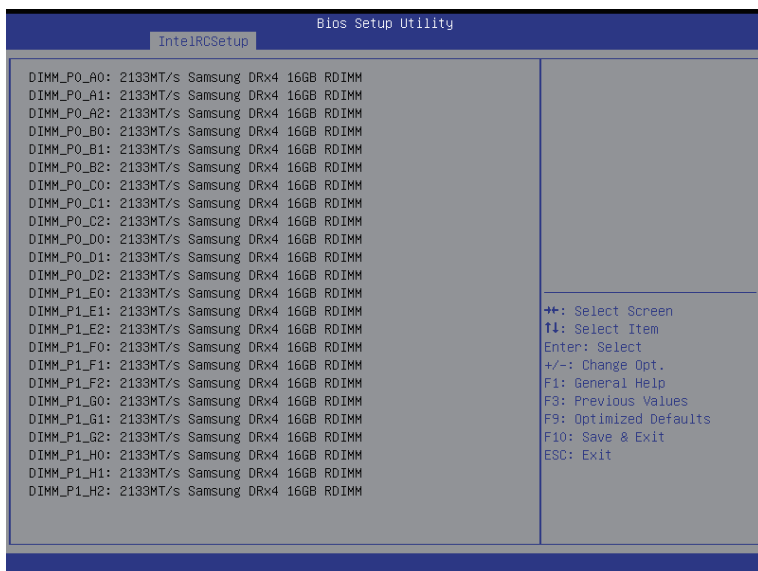 Bios Setup Utility
IntelRCSetup
DIMM_P0_A0: 2133MT/s Samsung DRx4 16GB RDIMM
DIMM_P0_A1: 2133MT/s Samsung DRx4 16GB RDIMM
DIMM_P0_A2: 2133MT/s Samsung DRx4 16GB RDIMM
DIMM_P0_B0: 2133MT/s Samsung DRx4 16GB RDIMM
DIMM_P0_B1: 2133MT/s Samsung DRx4 16GB RDIMM
DIMM_P0_B2: 2133MT/s Samsung DRx4 16GB RDIMM
DIMM_P0_C0: 2133MT/s Samsung DRx4 16GB RDIMM
DIMM_P0_C1: 2133MT/s Samsung DRx4 16GB RDIMM
DIMM_P0_C2: 2133MT/s Samsung DRx4 16GB RDIMM
DIMM_P0_D0: 2133MT/s Samsung DRx4 16GB RDIMM
DIMM_P0_D1: 2133MT/s Samsung DRx4 16GB RDIMM
DIMM_P0_D2: 2133MT/s Samsung DRx4 16GB RDIMM
DIMM_P1_E0: 2133MT/s Samsung DRx4 16GB RDIMM
DIMM_P1_E1: 2133MT/s Samsung DRx4 16GB RDIMM
DIMM_P1_E2: 2133MT/s Samsung DRx4 16GB RDIMM
DIMM_P1_F0: 2133MT/s Samsung DRx4 16GB RDIMM
DIMM_P1_F1: 2133MT/s Samsung DRx4 16GB RDIMM
DIMM_P1_F2: 2133MT/s Samsung DRx4 16GB RDIMM
DIMM_P1_G0: 2133MT/s Samsung DRx4 16GB RDIMM
DIMM_P1_G1: 2133MT/s Samsung DRx4 16GB RDIMM
DIMM_P1_G2: 2133MT/s Samsung DRx4 16GB RDIMM
DIMM_P1_H0: 2133MT/s Samsung DRx4 16GB RDIMM
DIMM_P1_H1: 2133MT/s Samsung DRx4 16GB RDIMM
DIMM_P1_H2: 2133MT/s Samsung DRx4 16GB RDIMM
→←: Select Screen
↑↓: Select Item
Enter: Select
+/-: Change Opt.
F1: General Help
F3: Previous Values
F9: Optimized Defaults
F10: Save & Exit
ESC: Exit